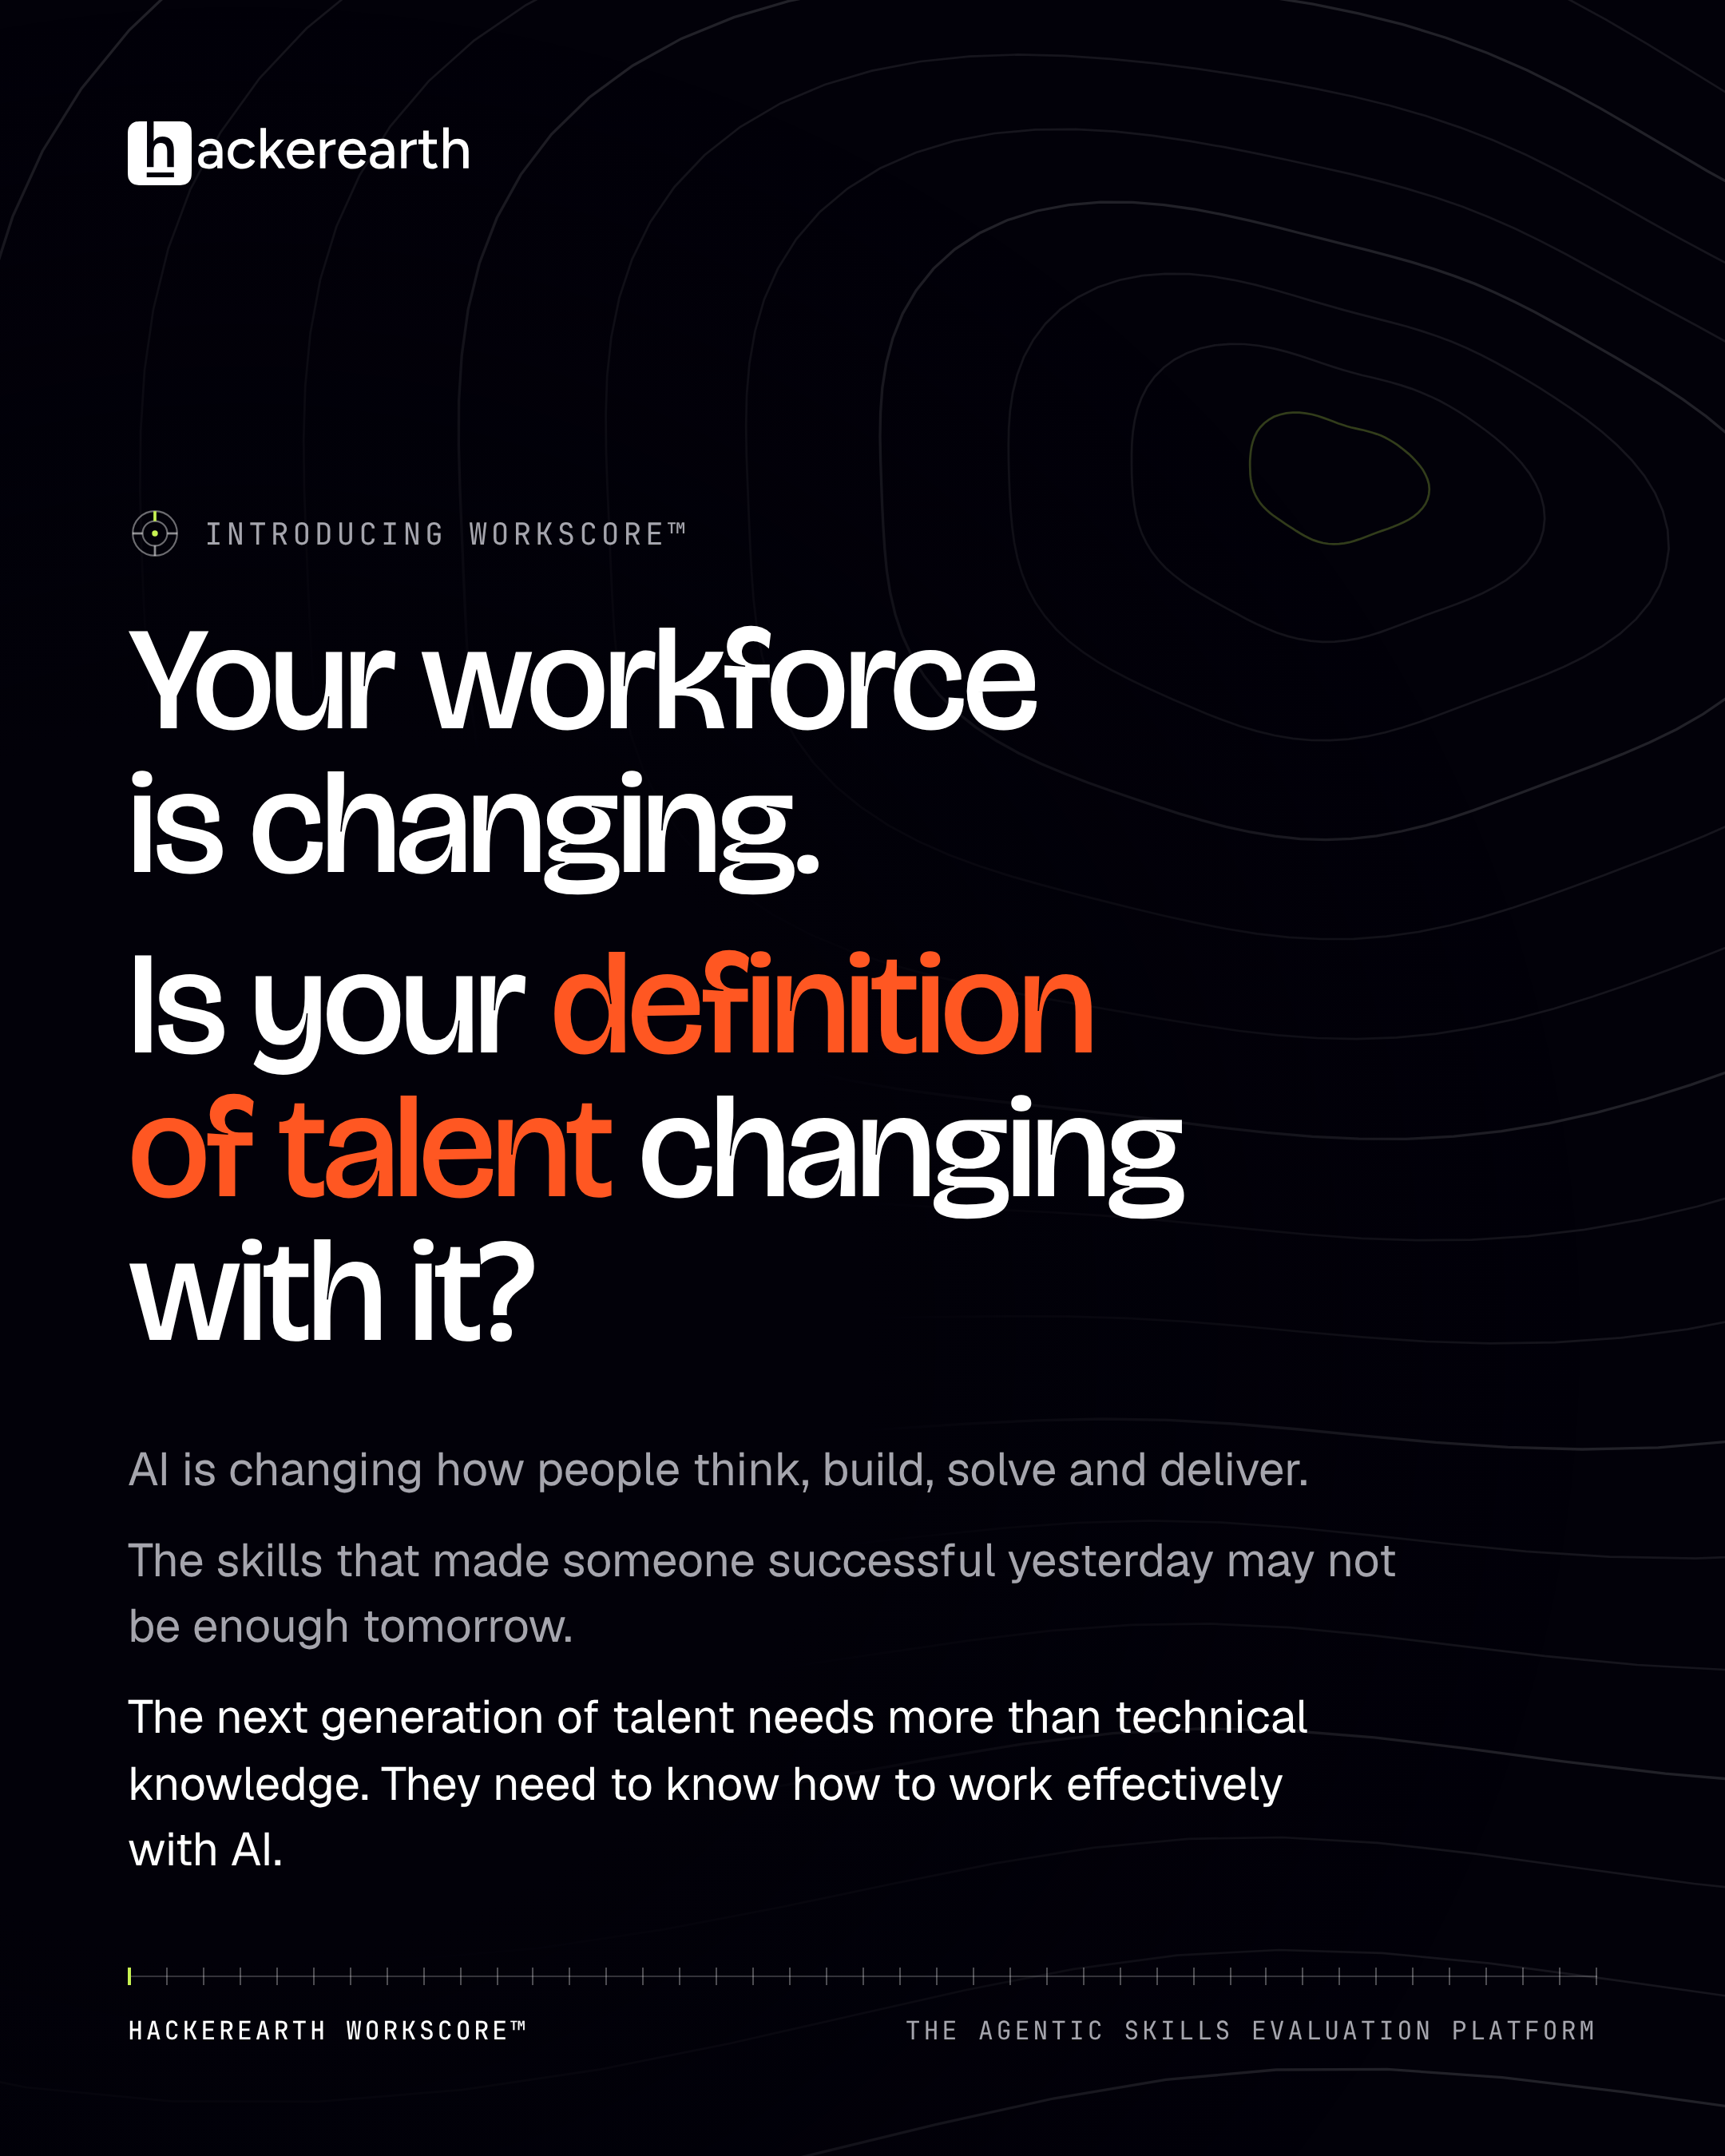 hackerearth
INTRODUCING WORKSCORE™
Your workforce
is changing.
Is your definition
of talent changing
with it?
AI is changing how people think, build, solve and deliver.
The skills that made someone successful yesterday may not
be enough tomorrow.
The next generation of talent needs more than technical
knowledge. They need to know how to work effectively
with AI.
HACKEREARTH WORKSCORE™
THE AGENTIC SKILLS EVALUATION PLATFORM